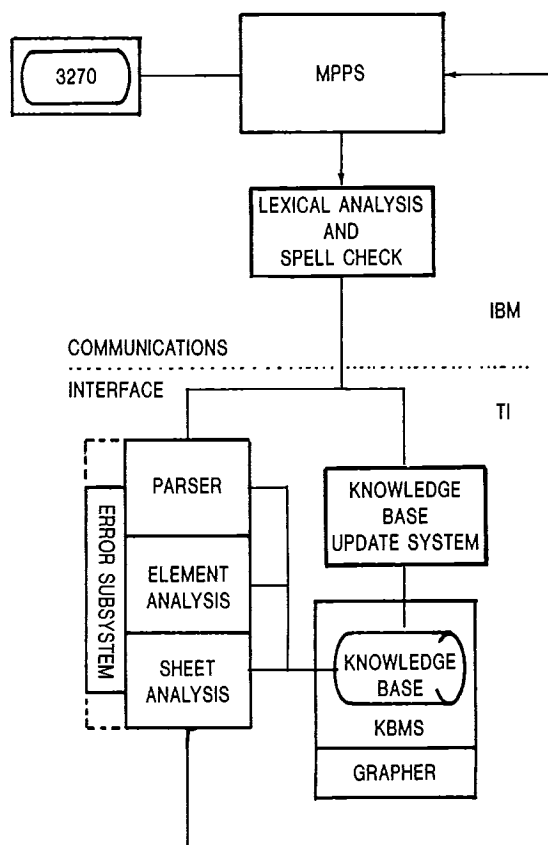 3270
MPPS
LEXICAL ANALYSIS
AND
SPELL CHECK
IBM
COMMUNICATIONS
INTERFACE
TI
ERROR SUBSYSTEM
PARSER
ELEMENT
ANALYSIS
SHEET
ANALYSIS
KNOWLEDGE
BASE
UPDATE SYSTEM
KNOWLEDGE
BASE
KBMS
GRAPHER